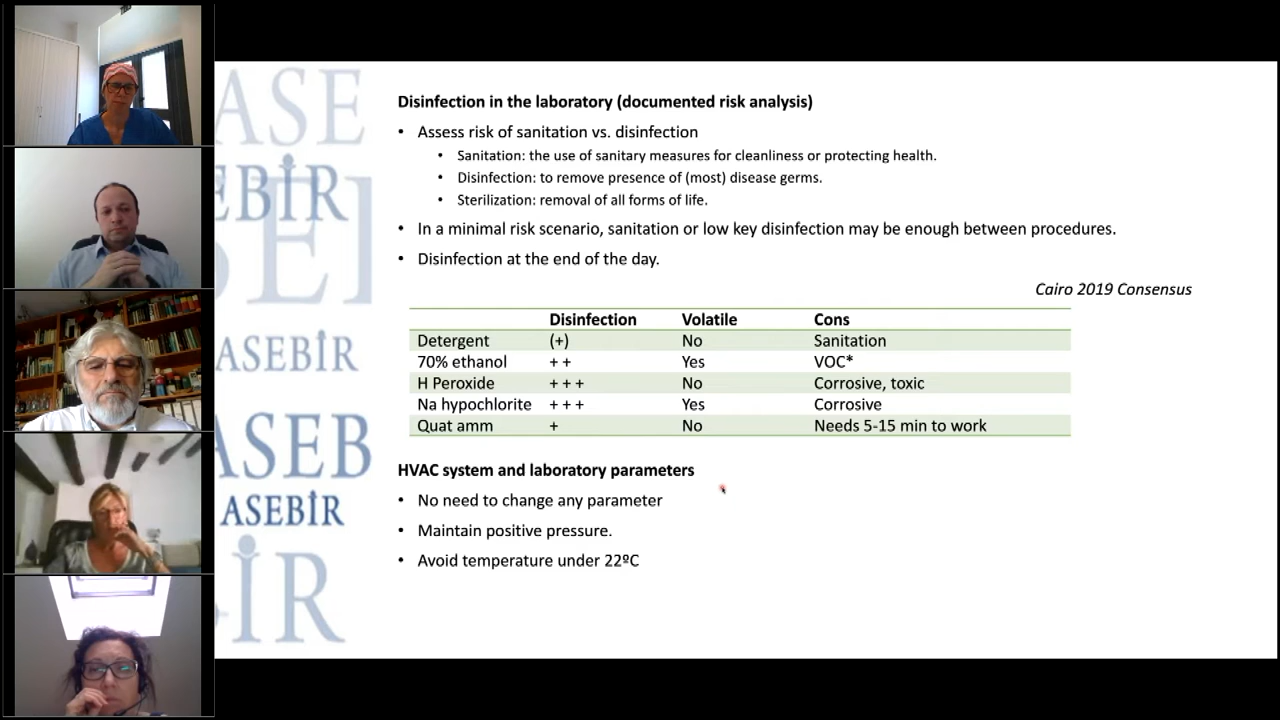 ASE
ASEBIR
EBIR
SEI
ASEBIR
ASEB
ASEBIR
BIR
Disinfection in the laboratory (documented risk analysis)
• Assess risk of sanitation vs. disinfection
• Sanitation: the use of sanitary measures for cleanliness or protecting health.
• Disinfection: to remove presence of (most) disease germs.
• Sterilization: removal of all forms of life.
• In a minimal risk scenario, sanitation or low key disinfection may be enough between procedures.
• Disinfection at the end of the day.
Cairo 2019 Consensus
Disinfection Volatile Cons
Detergent (+) No Sanitation
70% ethanol + + Yes VOC*
H Peroxide + + + No Corrosive, toxic
Na hypochlorite + + + Yes Corrosive
Quat amm + No Needs 5-15 min to work
HVAC system and laboratory parameters
• No need to change any parameter
• Maintain positive pressure.
• Avoid temperature under 22ºC